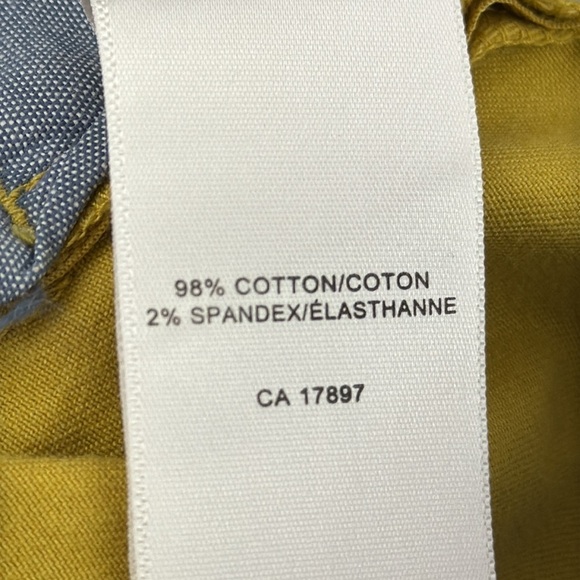 98% COTTON/COTON
2% SPANDEX/ÉLASTHANNE
CA 17897